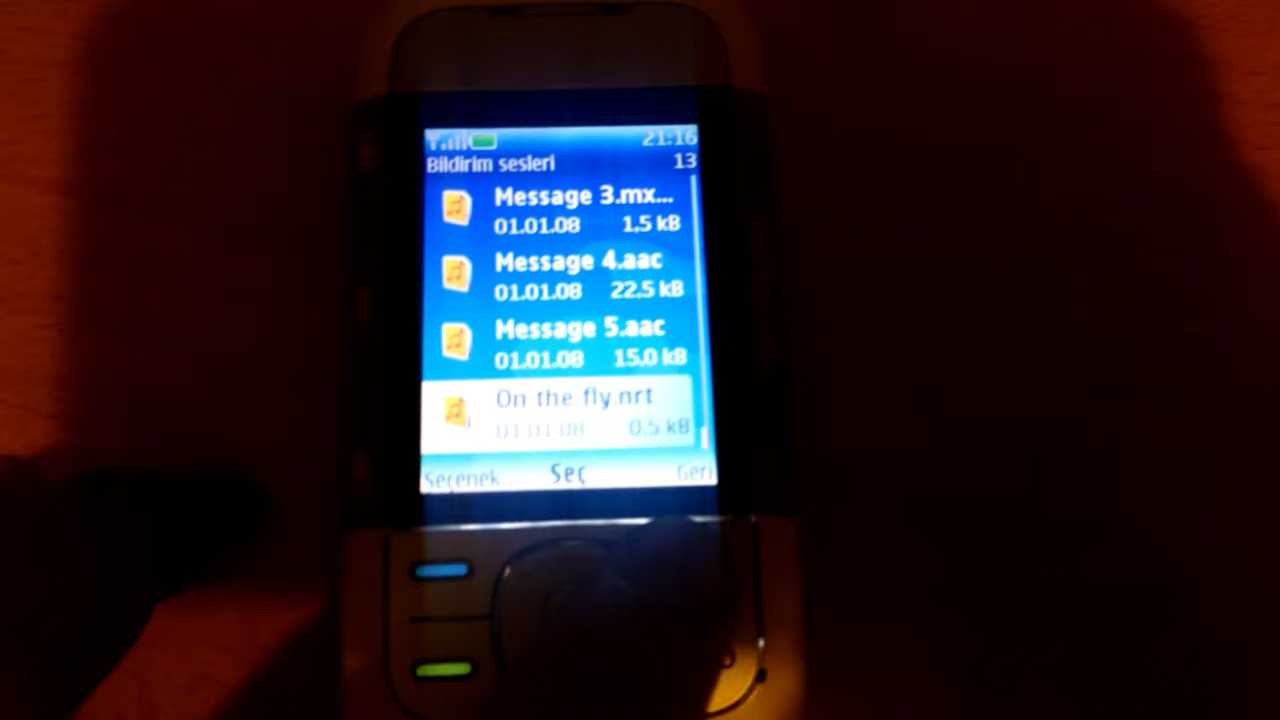 21:16
Bildirim sesleri 13
Message 3.mx...
01.01.08 1,5 kB
Message 4.aac
01.01.08 22,5 kB
Message 5.aac
01.01.08 15,0 kB
On the fly.nrt
01.01.08 0,5 kB
Seçenek. Seç Geri